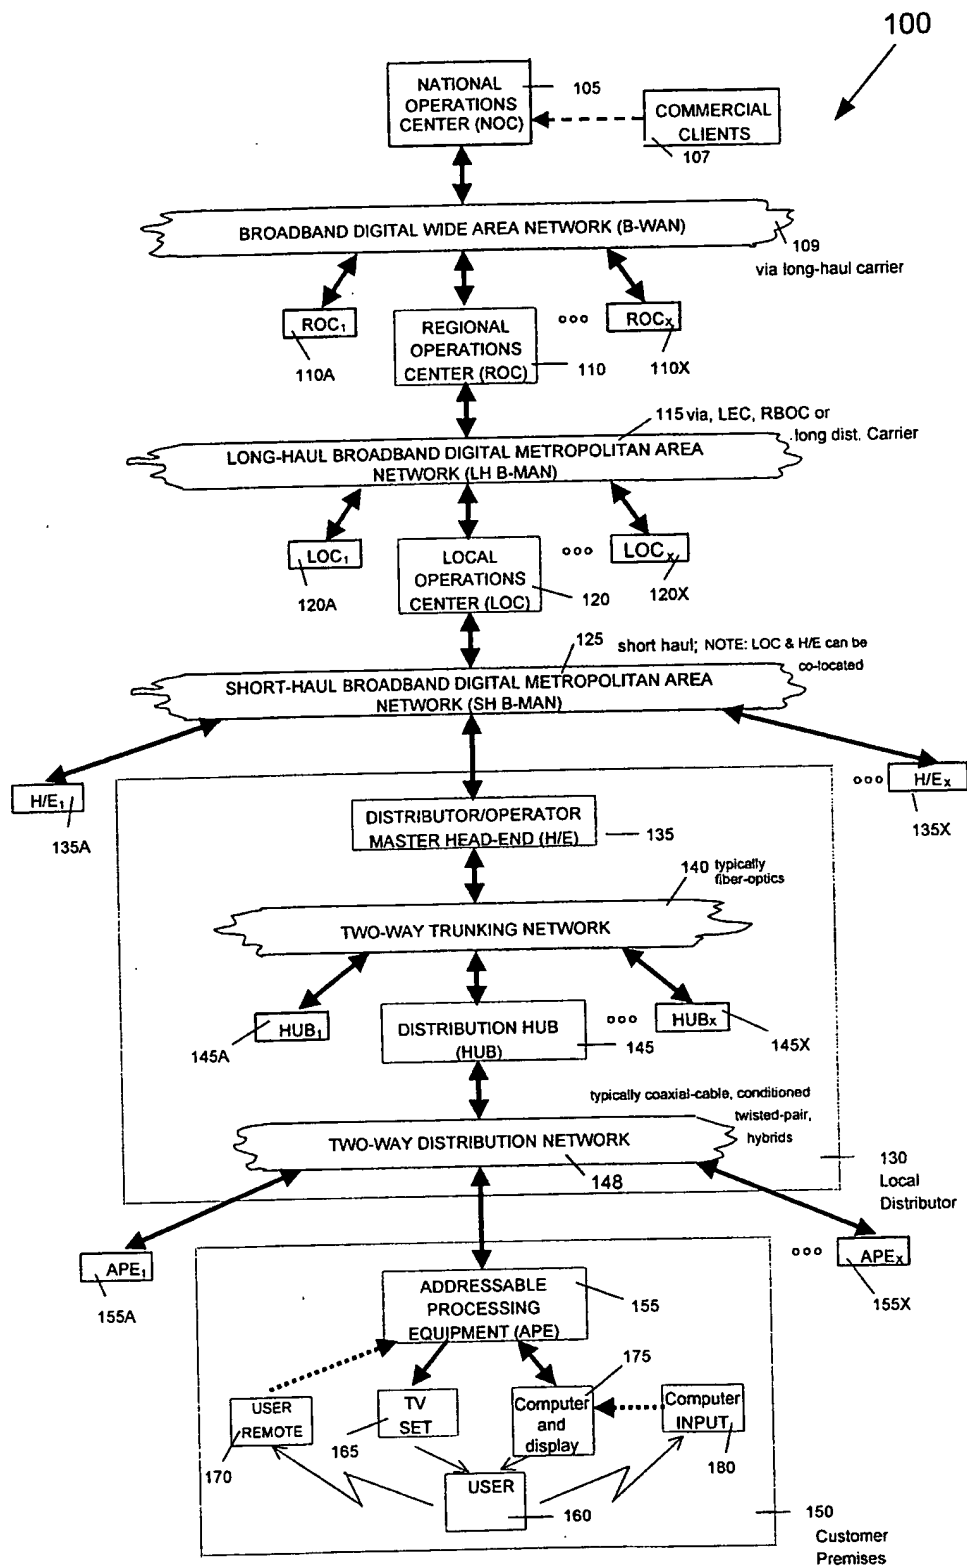 100
NATIONAL
OPERATIONS
CENTER (NOC)
105
COMMERCIAL
CLIENTS
107
BROADBAND DIGITAL WIDE AREA NETWORK (B-WAN)
109
via long-haul carrier
ROC1
110A
REGIONAL
OPERATIONS
CENTER (ROC)
110
ROCX
110X
115 via, LEC, RBOC or
long dist. Carrier
LONG-HAUL BROADBAND DIGITAL METROPOLITAN AREA
NETWORK (LH B-MAN)
LOC1
120A
LOCAL
OPERATIONS
CENTER (LOC)
120
LOCX
120X
125
short haul; NOTE: LOC & H/E can be
co-located
SHORT-HAUL BROADBAND DIGITAL METROPOLITAN AREA
NETWORK (SH B-MAN)
H/E1
135A
H/EX
135X
DISTRIBUTOR/OPERATOR
MASTER HEAD-END (H/E)
135
140 typically
fiber-optics
TWO-WAY TRUNKING NETWORK
HUB1
145A
DISTRIBUTION HUB
(HUB)
145
HUBX
145X
typically coaxial-cable, conditioned
twisted-pair,
hybrids
TWO-WAY DISTRIBUTION NETWORK
148
130
Local
Distributor
APE1
155A
APEX
155X
ADDRESSABLE
PROCESSING
EQUIPMENT (APE)
155
175
USER
REMOTE
170
TV
SET
165
Computer
and
display
Computer
INPUT
180
USER
160
150
Customer
Premises